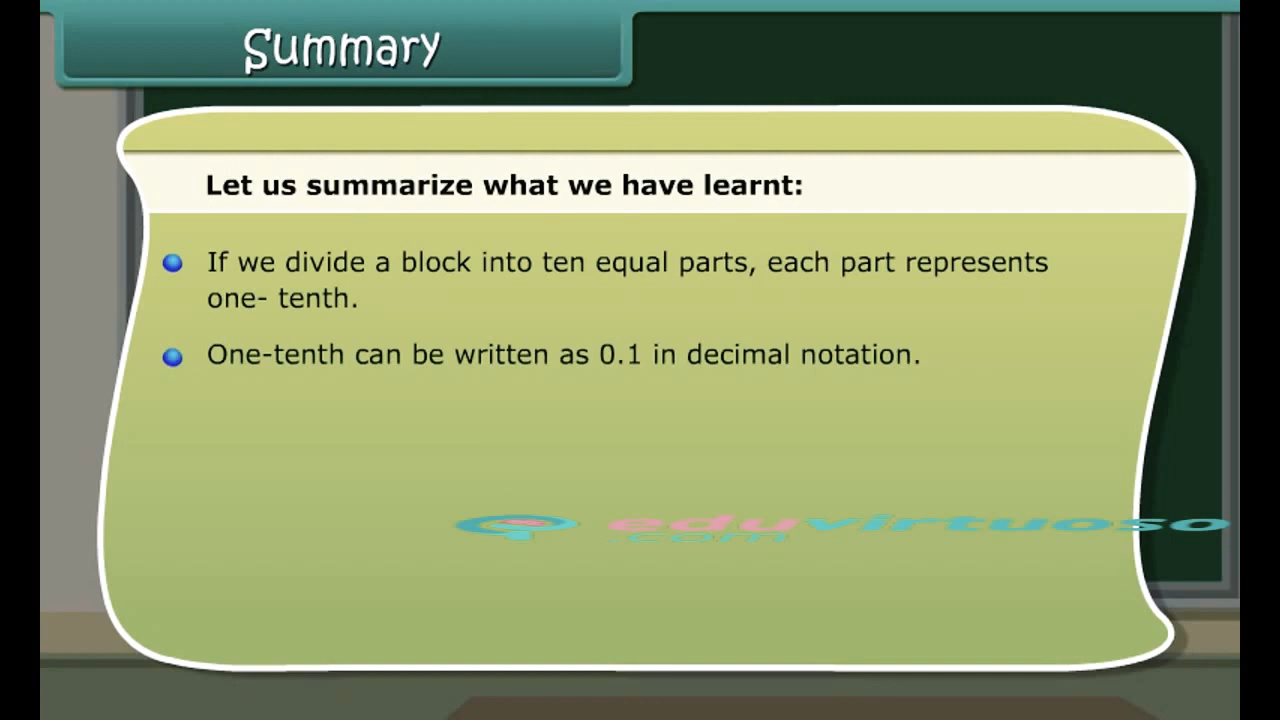 Summary
Let us summarize what we have learnt:
If we divide a block into ten equal parts, each part represents
one- tenth.
One-tenth can be written as 0.1 in decimal notation.
eduvirtuoso
.com